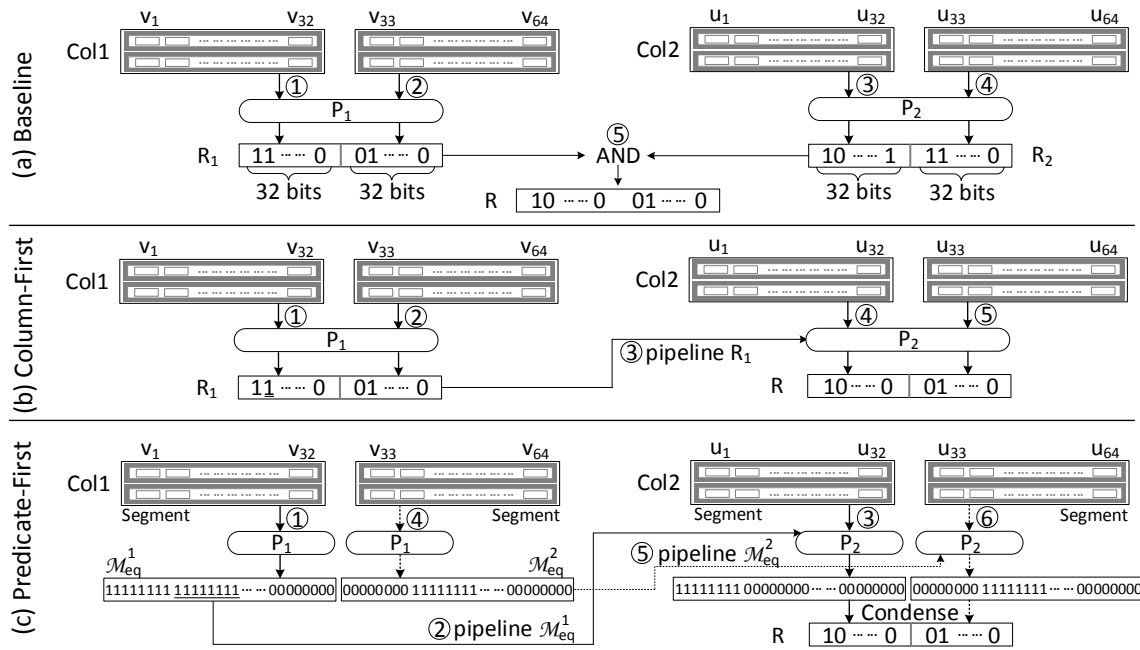 (a) Baseline
v1 v32 v33 v64 u1 u32 u33 u64
Col1 Col2
① ② ③ ④
P1 P2
⑤
R1 11 ⋯⋯ 0 01 ⋯⋯ 0 AND 10 ⋯⋯ 1 11 ⋯⋯ 0 R2
32 bits 32 bits 32 bits 32 bits
R 10 ⋯⋯ 0 01 ⋯⋯ 0
(b) Column-First
v1 v32 v33 v64 u1 u32 u33 u64
Col1 Col2
① ② ④ ⑤
P1 P2
③ pipeline R1
R1 11 ⋯⋯ 0 01 ⋯⋯ 0 R 10 ⋯⋯ 0 01 ⋯⋯ 0
(c) Predicate-First
v1 v32 v33 v64 u1 u32 u33 u64
Col1 Col2
Segment Segment Segment Segment
① ④ ③ ⑥
P1 P1 P2 P2
ℳ¹eq ℳ²eq ⑤ pipeline ℳ²eq
11111111 11111111 ⋯⋯ 00000000 00000000 11111111 ⋯⋯ 00000000 11111111 00000000 ⋯⋯ 00000000 00000000 11111111 ⋯⋯ 00000000
Condense
② pipeline ℳ¹eq
R 10 ⋯⋯ 0 01 ⋯⋯ 0